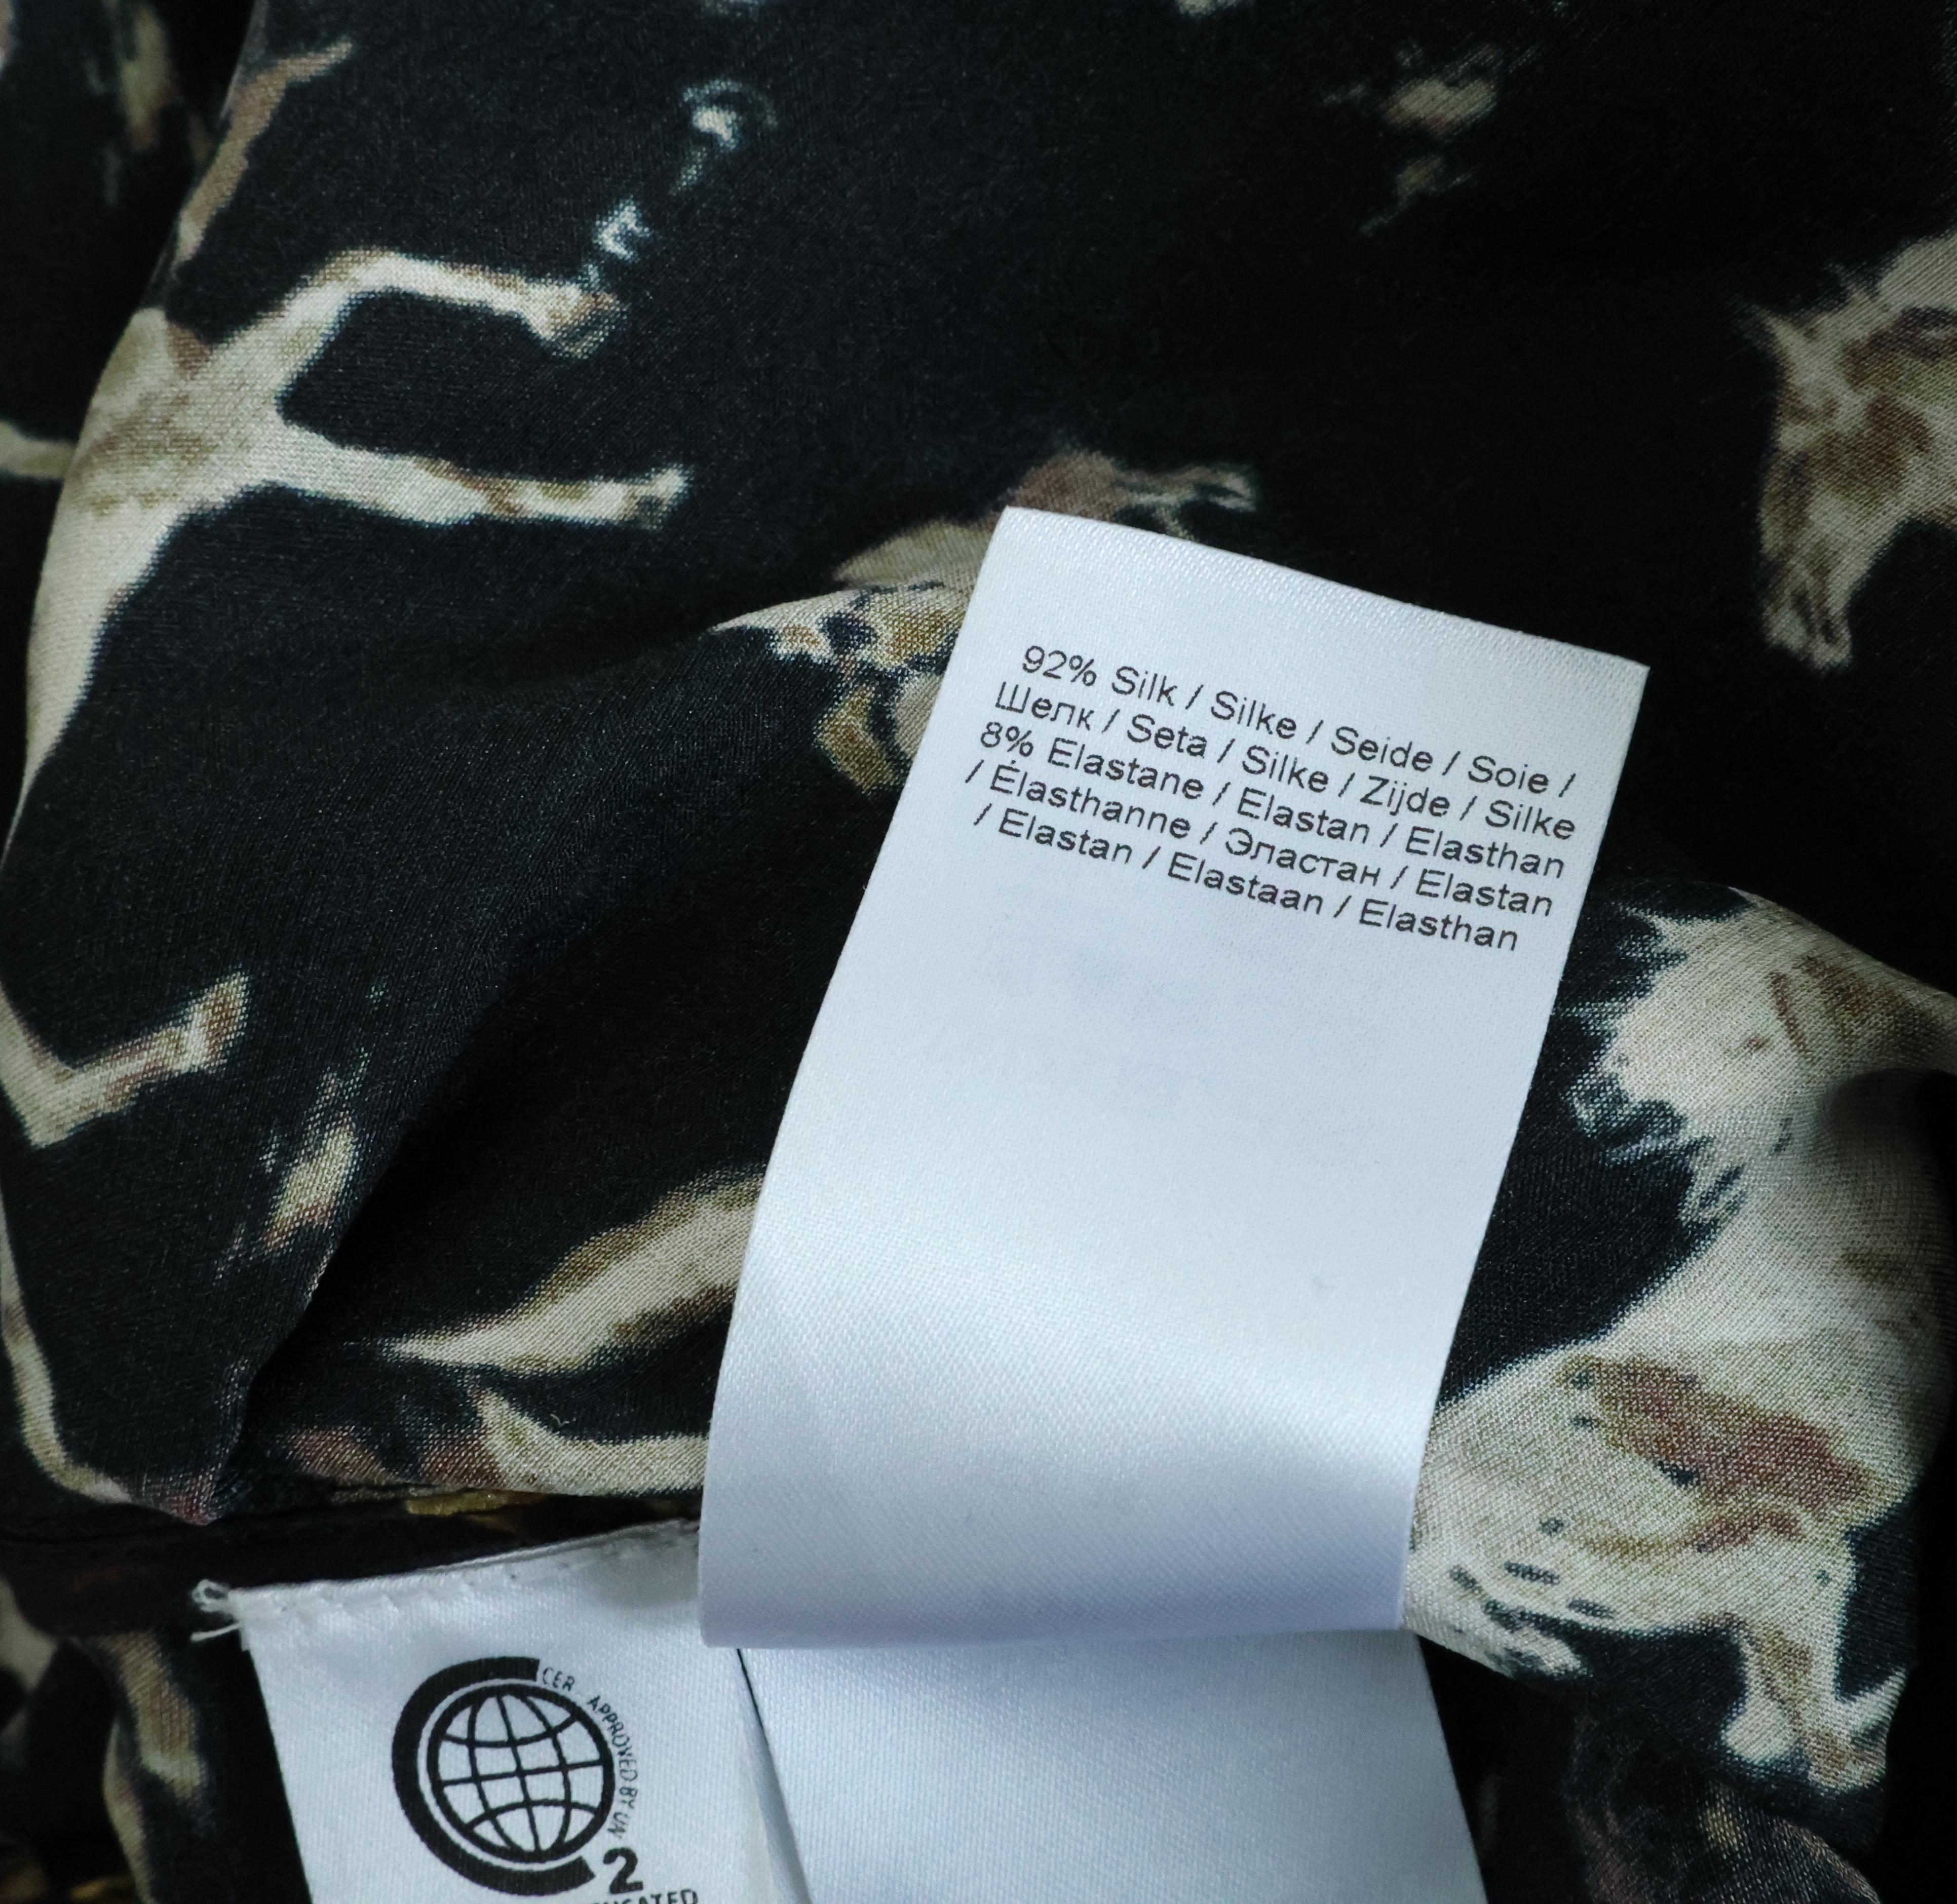 92% Silk / Silke / Seide / Soie /
Шелк / Seta / Silke / Zijde / Silke
8% Elastane / Elastan / Elasthan
/ Élasthanne / Эластан / Elastan
/ Elastan / Elastaan / Elasthan
CER APPROVED BY UN
2